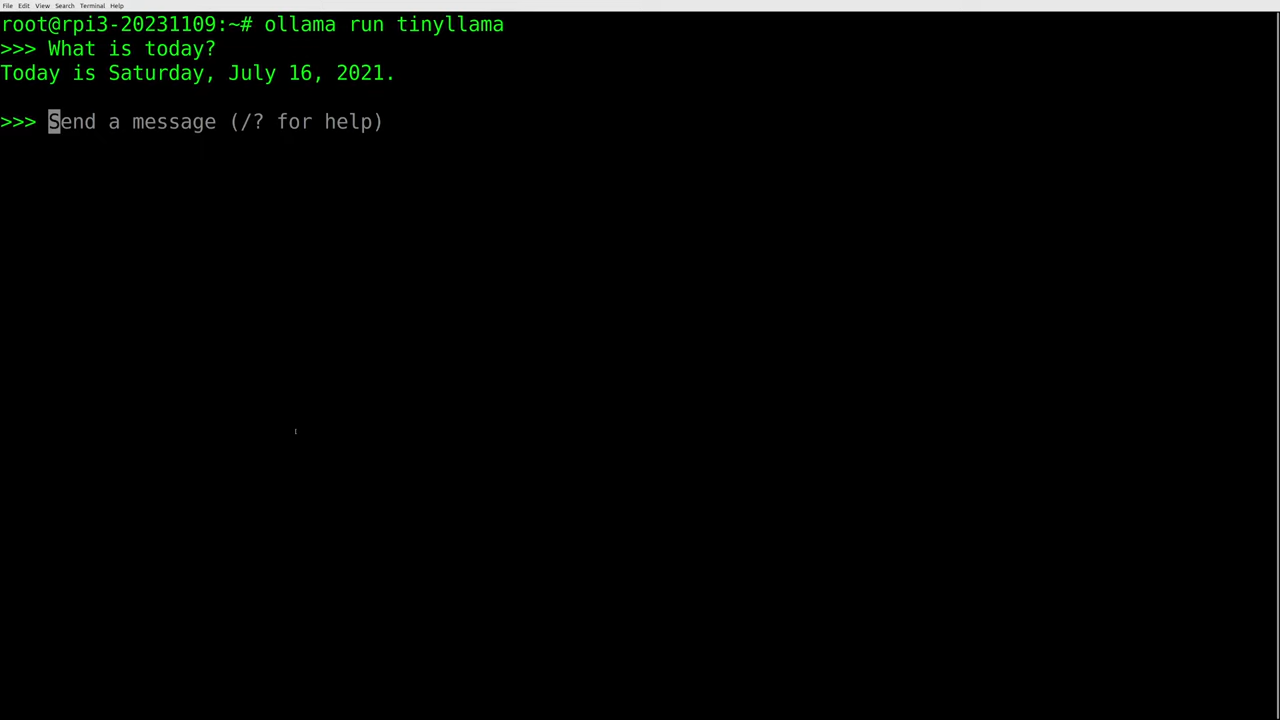 File Edit View Search Terminal Help
root@rpi3-20231109:~# ollama run tinyllama
>>> What is today?
Today is Saturday, July 16, 2021.
>>> Send a message (/? for help)